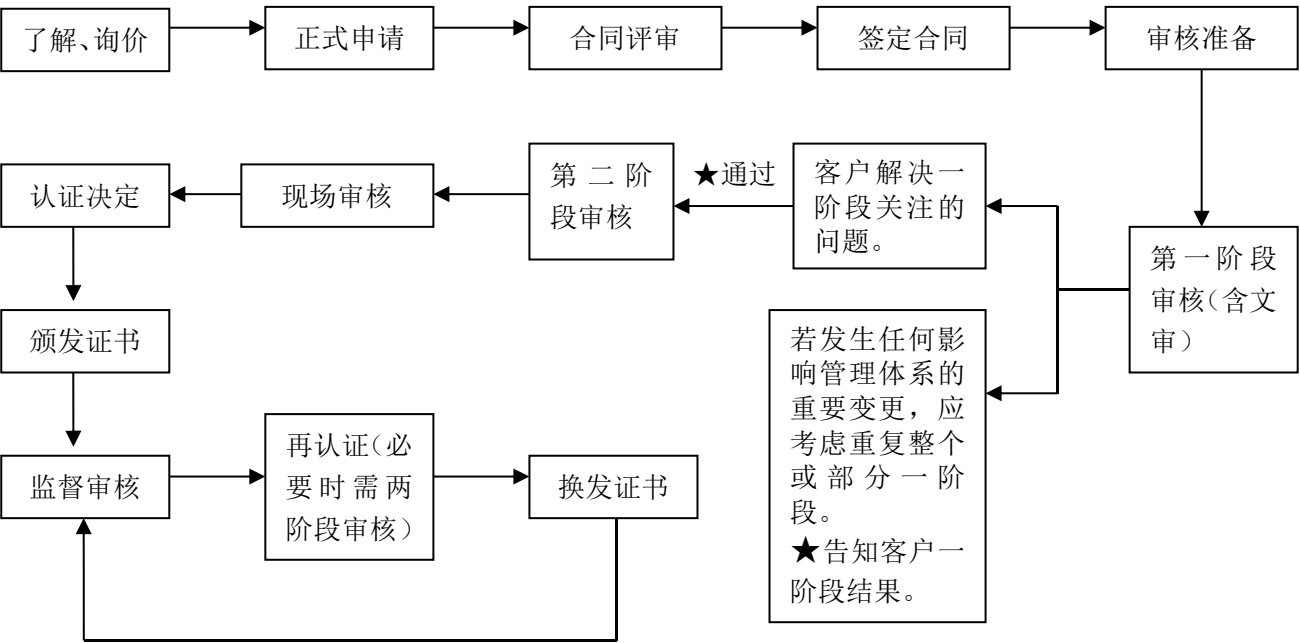 了解、询价
正式申请
合同评审
签定合同
审核准备
认证决定
现场审核
第二阶
段审核
★通过
客户解决一
阶段关注的
问题。
第一阶段
审核（含文
审）
颁发证书
若发生任何影
响管理体系的
重要变更，应
考虑重复整个
或部分一阶
段。
★告知客户一
阶段结果。
监督审核
再认证（必
要时需两
阶段审核）
换发证书